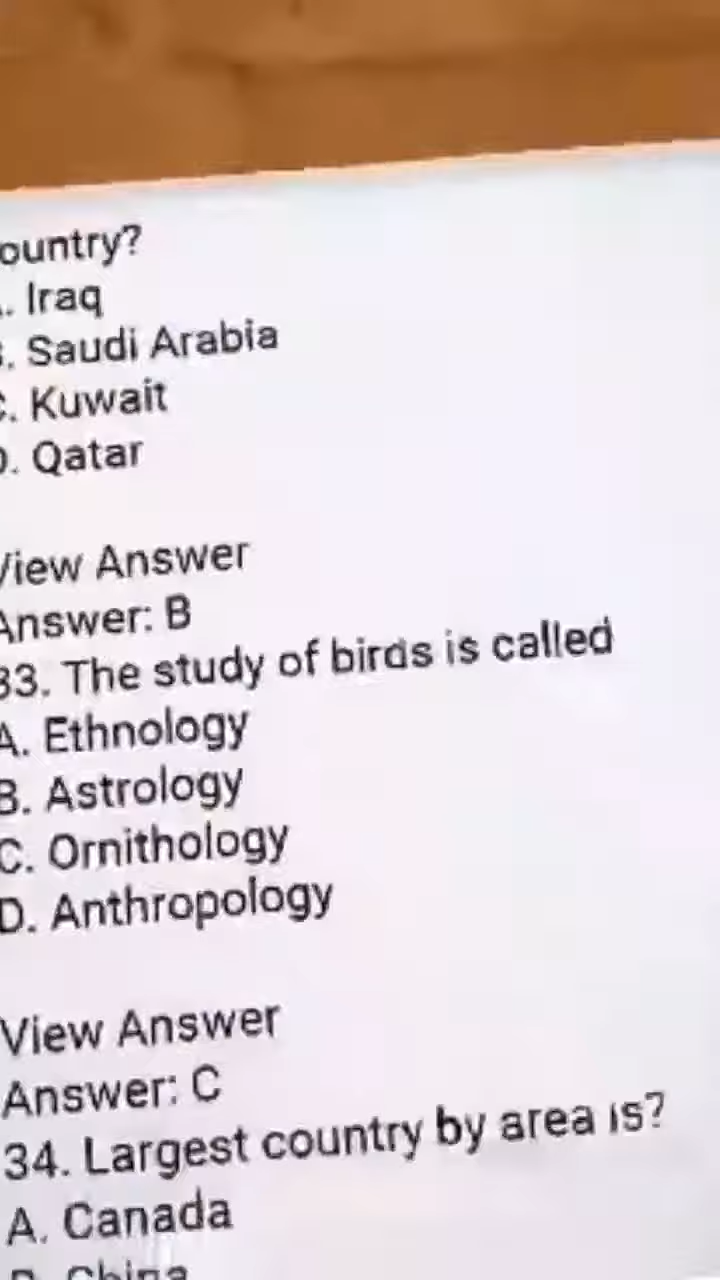 ountry?
. Iraq
. Saudi Arabia
. Kuwait
. Qatar
View Answer
Answer: B
33. The study of birds is called
A. Ethnology
B. Astrology
C. Ornithology
D. Anthropology
View Answer
Answer: C
34. Largest country by area is?
A. Canada
China